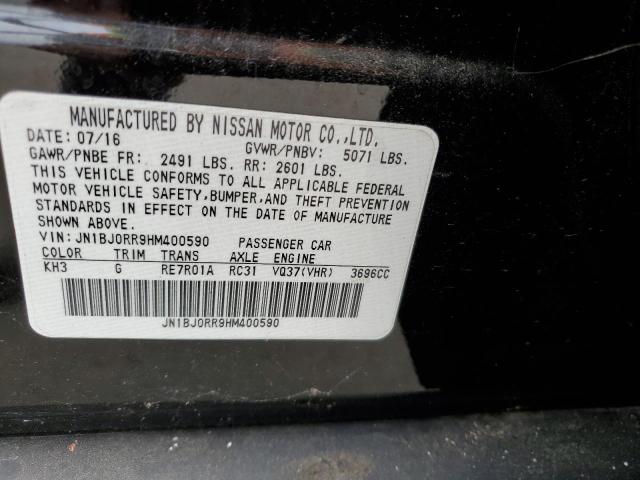 MANUFACTURED BY NISSAN MOTOR CO.,LTD.
DATE: 07/16 GVWR/PNBV: 5071 LBS.
GAWR/PNBE FR: 2491 LBS. RR: 2601 LBS.
THIS VEHICLE CONFORMS TO ALL APPLICABLE FEDERAL
MOTOR VEHICLE SAFETY,BUMPER,AND THEFT PREVENTION
STANDARDS IN EFFECT ON THE DATE OF MANUFACTURE
SHOWN ABOVE.
VIN:JN1BJ0RR9HM400590 PASSENGER CAR
COLOR TRIM TRANS AXLE ENGINE
KH3 G RE7R01A RC31 VQ37(VHR) 3696CC
JN1BJ0RR9HM400590